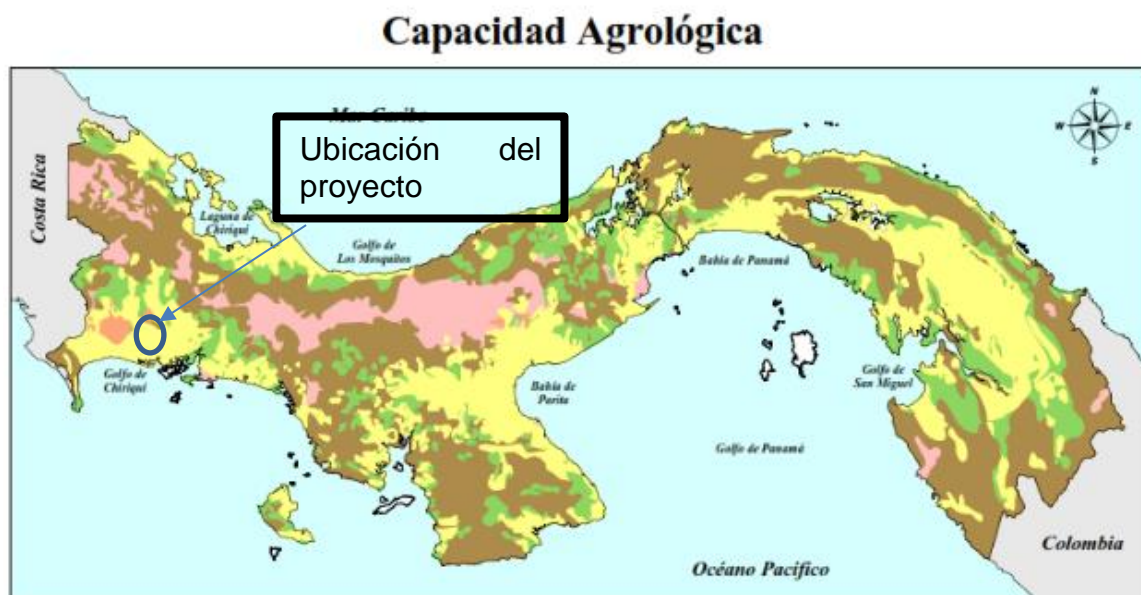 Capacidad Agrológica
N
W E
S
Mar Caribe
Ubicación del
proyecto
Costa Rica
Laguna de
Chiriquí
Golfo de
Los Mosquitos
Bahía de Panamá
Golfo de
Chiriquí
Bahía de
Parita
Golfo de
San Miguel
Golfo de Panamá
Océano Pacífico
Colombia